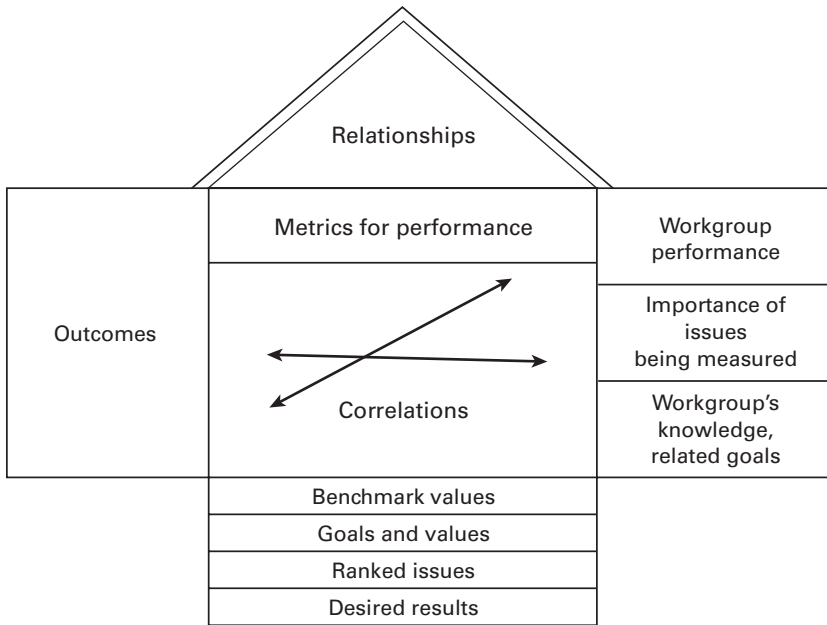 Relationships
Metrics for performance
Outcomes
Correlations
Workgroup
performance
Importance of
issues
being measured
Workgroup's
knowledge,
related goals
Benchmark values
Goals and values
Ranked issues
Desired results